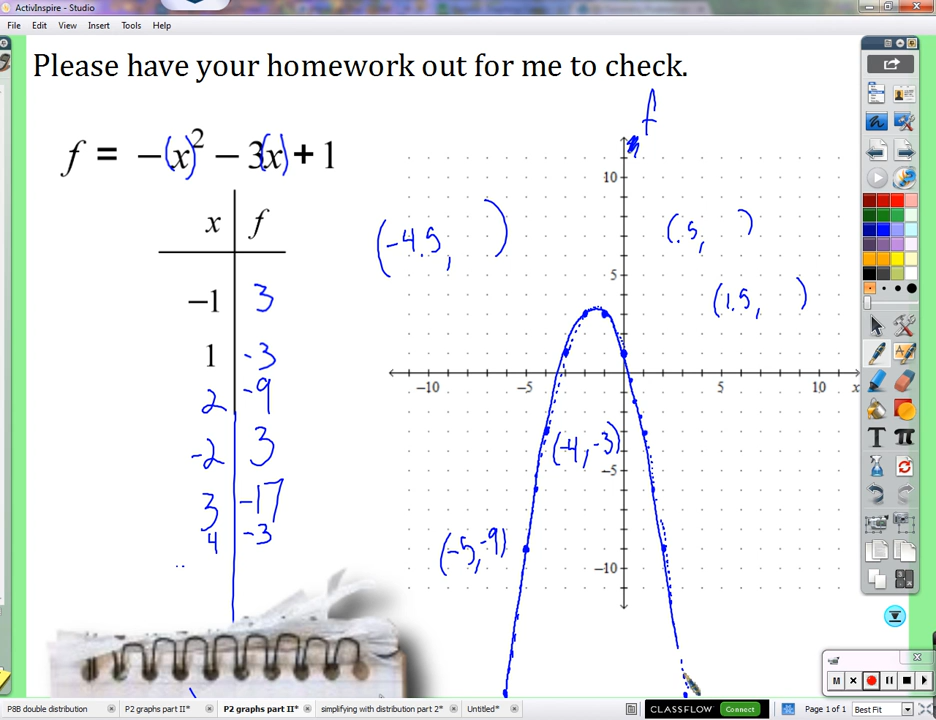 ActivInspire - Studio
File Edit View Insert Tools Help
Please have your homework out for me to check.
f = −(x)² − 3(x) + 1
x f
−1 3
1 -3
2 -9
-2 3
3 -17
4 -3
..
f
(-4.5, )
(.5, )
(1.5, )
(-4,-3)
(-5,-9)
10
5
−10 −5 5 10 x
−5
−10
P8B double distribution P2 graphs part II* P2 graphs part II* simplifying with distribution part 2* Untitled*
CLASSFLOW Connect Page 1 of 1 Best Fit
M
T π